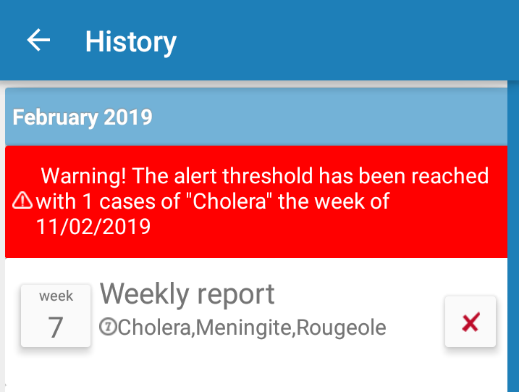 History
February 2019
Warning! The alert threshold has been reached
with 1 cases of "Cholera" the week of
11/02/2019
week
7
Weekly report
⑦Cholera,Meningite,Rougeole